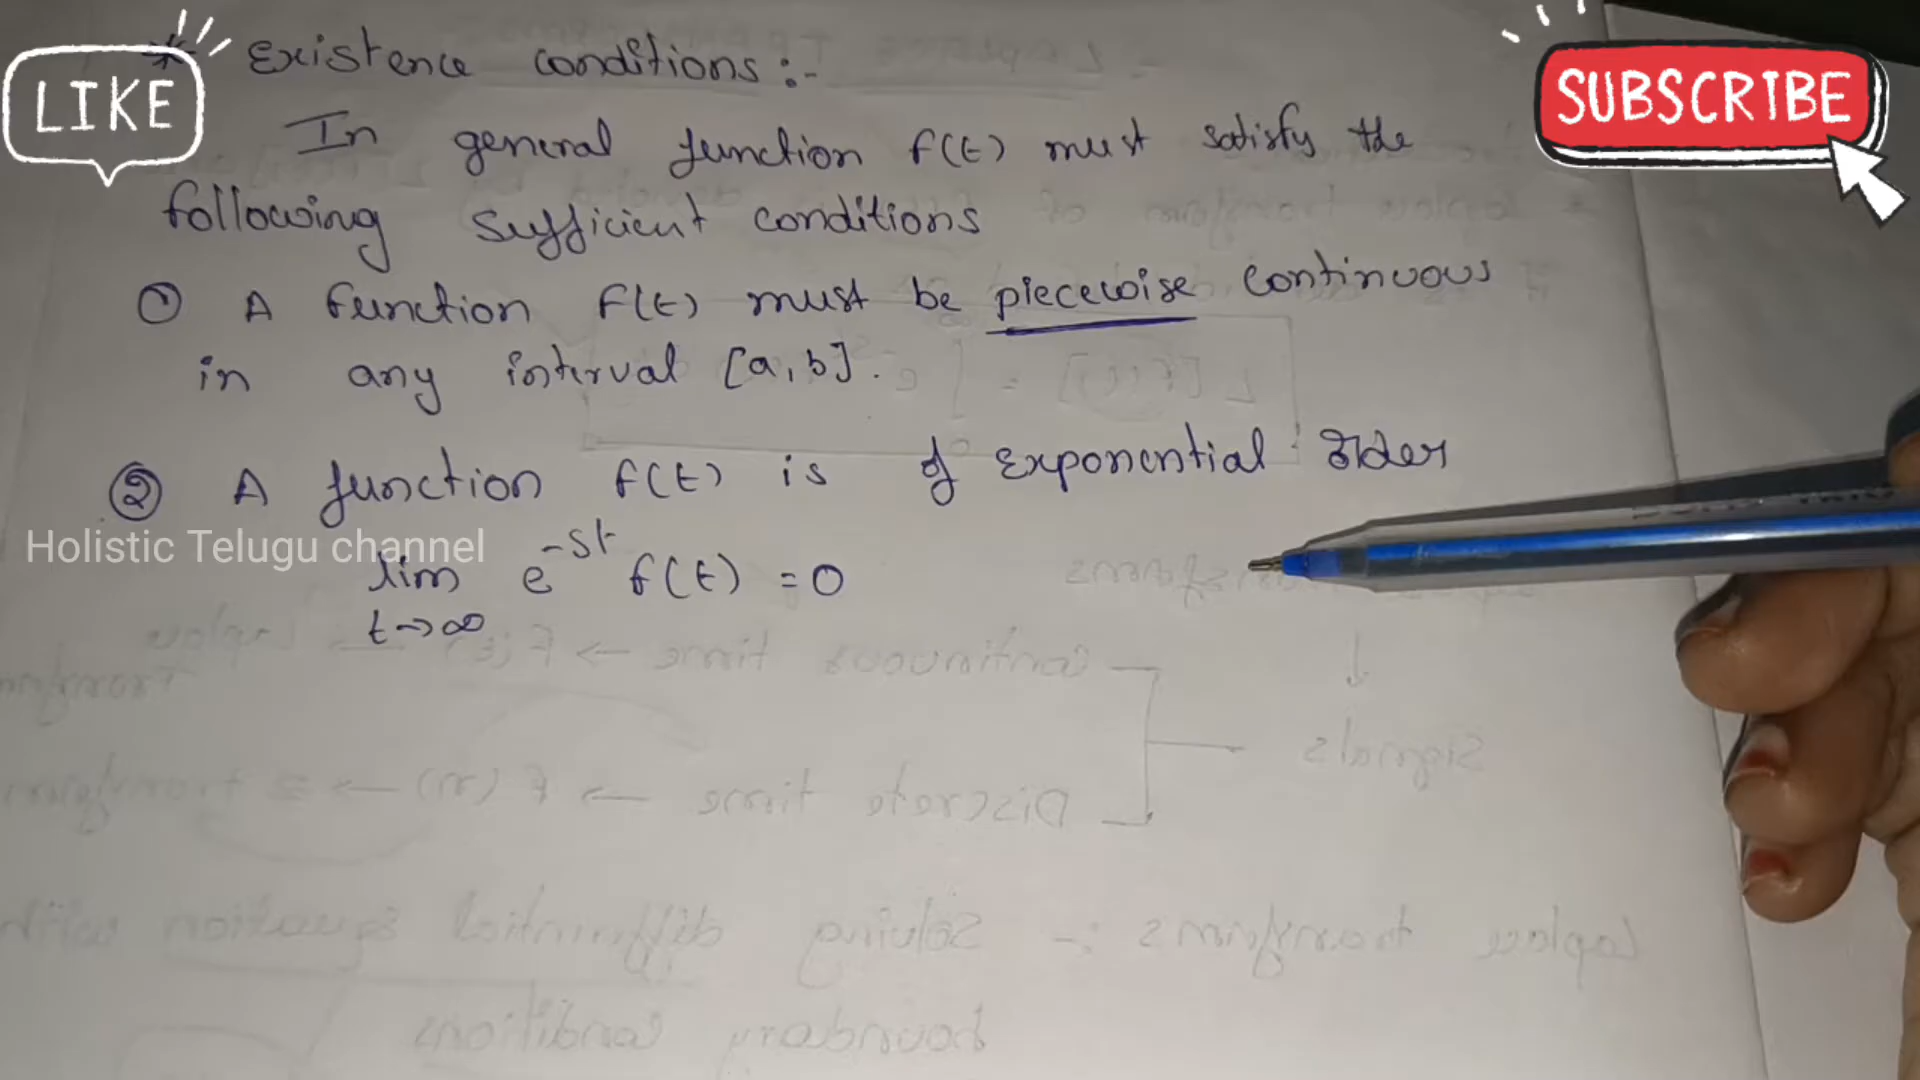 * Existence conditions :-
LIKE
SUBSCRIBE
In general function f(t) must satisfy the
following sufficient conditions
① A function F(t) must be piecewise continuous
in any interval [a, b].
② A function f(t) is of exponential order
Holistic Telugu channel
lim e^-st f(t) = 0
t→∞